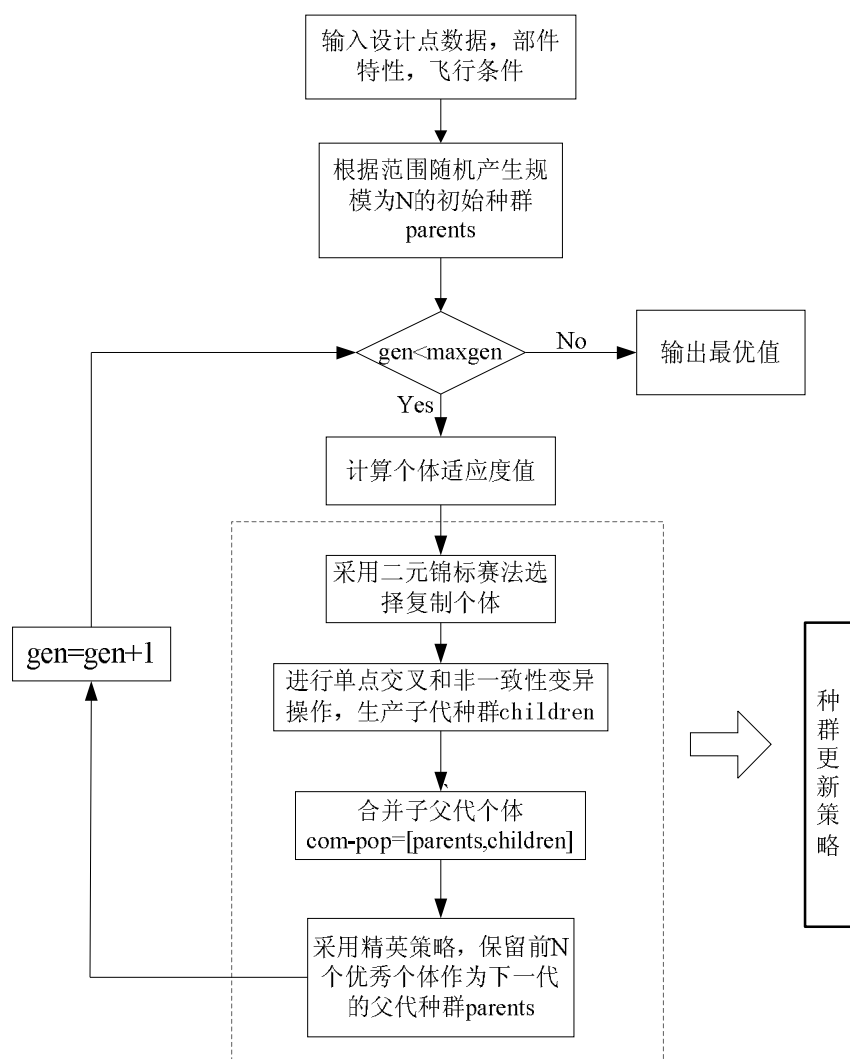 输入设计点数据，部件
特性，飞行条件
根据范围随机产生规
模为N的初始种群
parents
gen<maxgen
No
输出最优值
Yes
计算个体适应度值
采用二元锦标赛法选
择复制个体
gen=gen+1
进行单点交叉和非一致性变异
操作，生产子代种群children
种
群
更
新
策
略
合并子父代个体
com-pop=[parents,children]
采用精英策略，保留前N
个优秀个体作为下一代
的父代种群parents